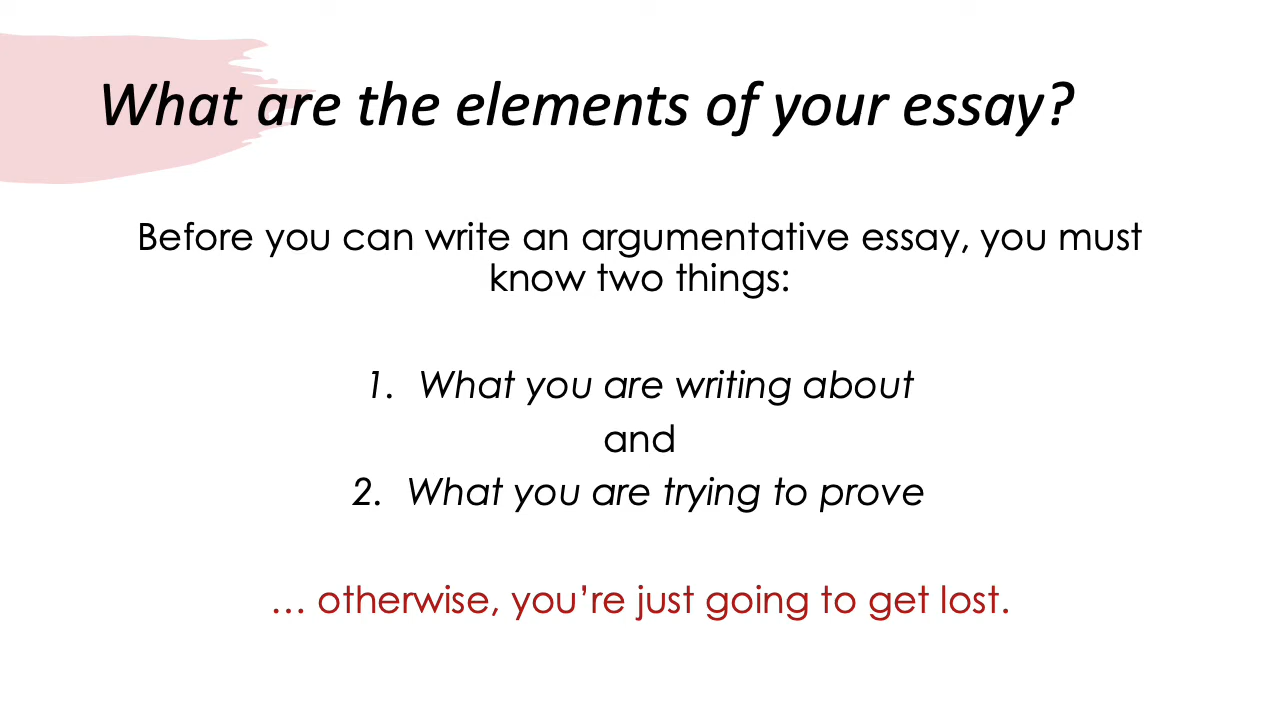 What are the elements of your essay?
Before you can write an argumentative essay, you must
know two things:
1. What you are writing about
and
2. What you are trying to prove
… otherwise, you’re just going to get lost.